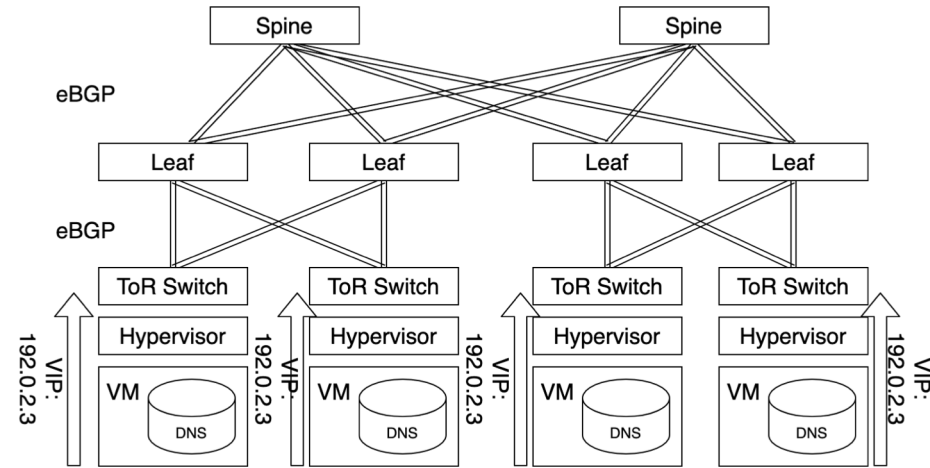 Spine
Spine
eBGP
Leaf
Leaf
Leaf
Leaf
eBGP
ToR Switch
ToR Switch
ToR Switch
ToR Switch
Hypervisor
Hypervisor
Hypervisor
Hypervisor
VIP:
192.0.2.3
VIP:
192.0.2.3
VIP:
192.0.2.3
VIP:
192.0.2.3
VM
DNS
VM
DNS
VM
DNS
VM
DNS